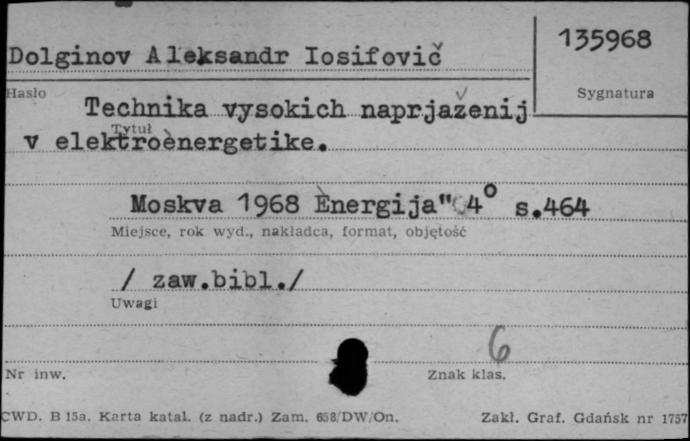 Dolginov Aleksandr Iosifovič
135968
Hasło
Sygnatura
Technika vysokich naprjaženij
Tytuł
v elektroènergetike.
Moskva 1968 Ènergija" 4° s.464
Miejsce, rok wyd., nakładca, format, objętość
/ zaw.bibl./
Uwagi
6
Nr inw.
Znak klas.
CWD. B 15a. Karta katal. (z nadr.) Zam. 658/DW/On.
Zakł. Graf. Gdańsk nr 1757